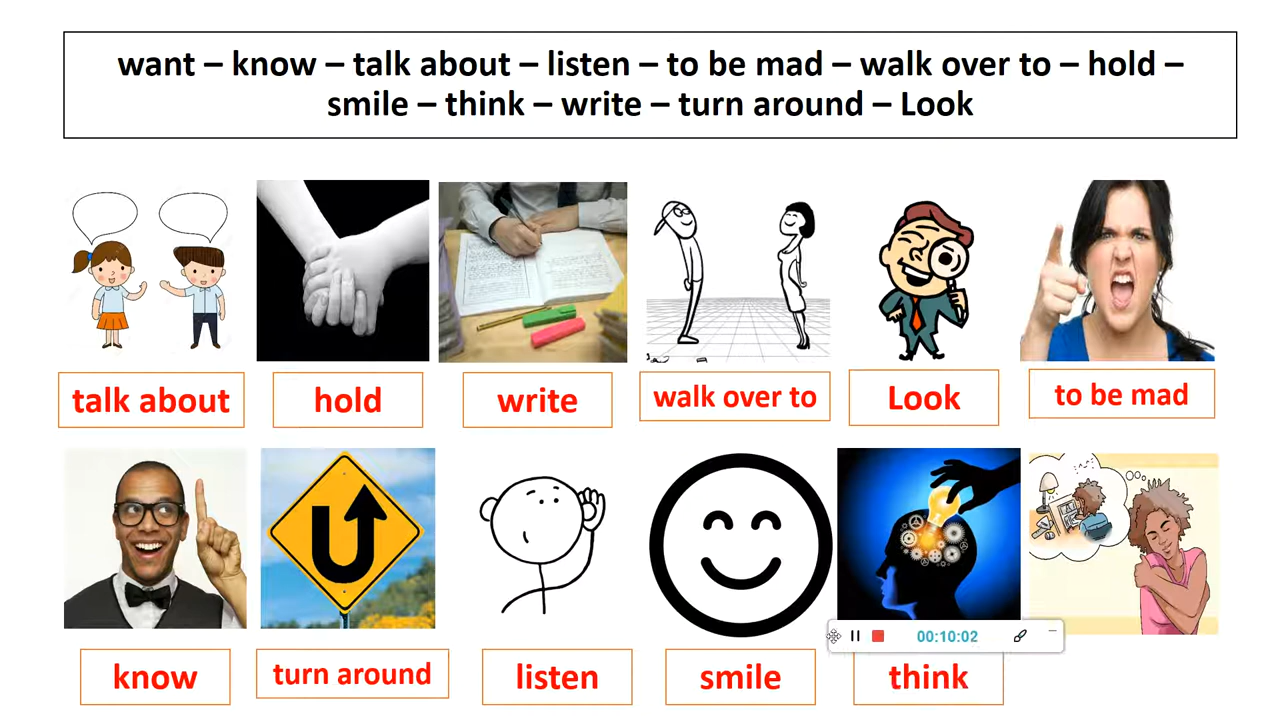 want – know – talk about – listen – to be mad – walk over to – hold –
smile – think – write – turn around – Look
talk about
hold
write
walk over to
Look
to be mad
00:10:02
know
turn around
listen
smile
think